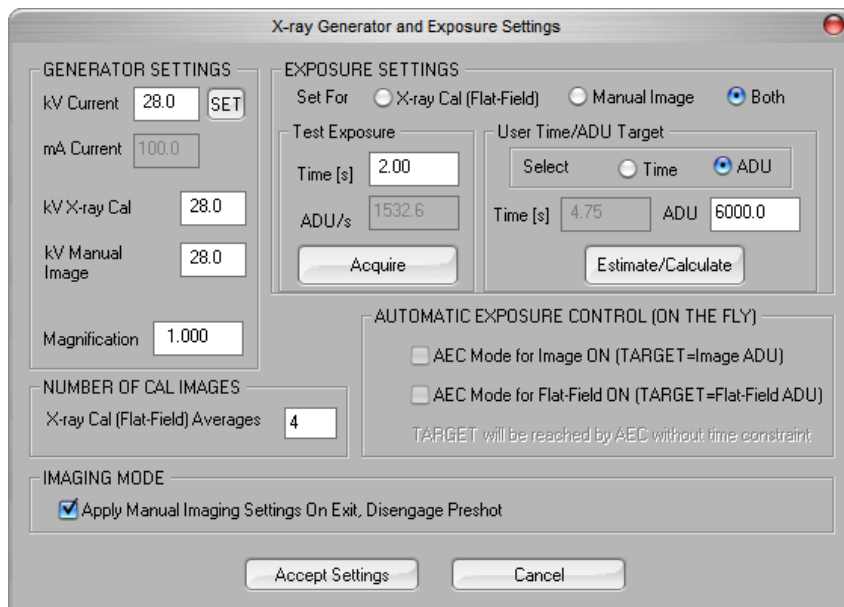 X-ray Generator and Exposure Settings
GENERATOR SETTINGS
kV Current 28.0 SET
mA Current 100.0
kV X-ray Cal 28.0
kV Manual
Image 28.0
Magnification 1.000
EXPOSURE SETTINGS
Set For X-ray Cal (Flat-Field) Manual Image Both
Test Exposure
Time [s] 2.00
ADU/s 1532.6
Acquire
User Time/ADU Target
Select Time ADU
Time [s] 4.75 ADU 6000.0
Estimate/Calculate
AUTOMATIC EXPOSURE CONTROL (ON THE FLY)
AEC Mode for Image ON (TARGET=Image ADU)
AEC Mode for Flat-Field ON (TARGET=Flat-Field ADU)
TARGET will be reached by AEC without time constraint
NUMBER OF CAL IMAGES
X-ray Cal (Flat-Field) Averages 4
IMAGING MODE
Apply Manual Imaging Settings On Exit, Disengage Preshot
Accept Settings Cancel